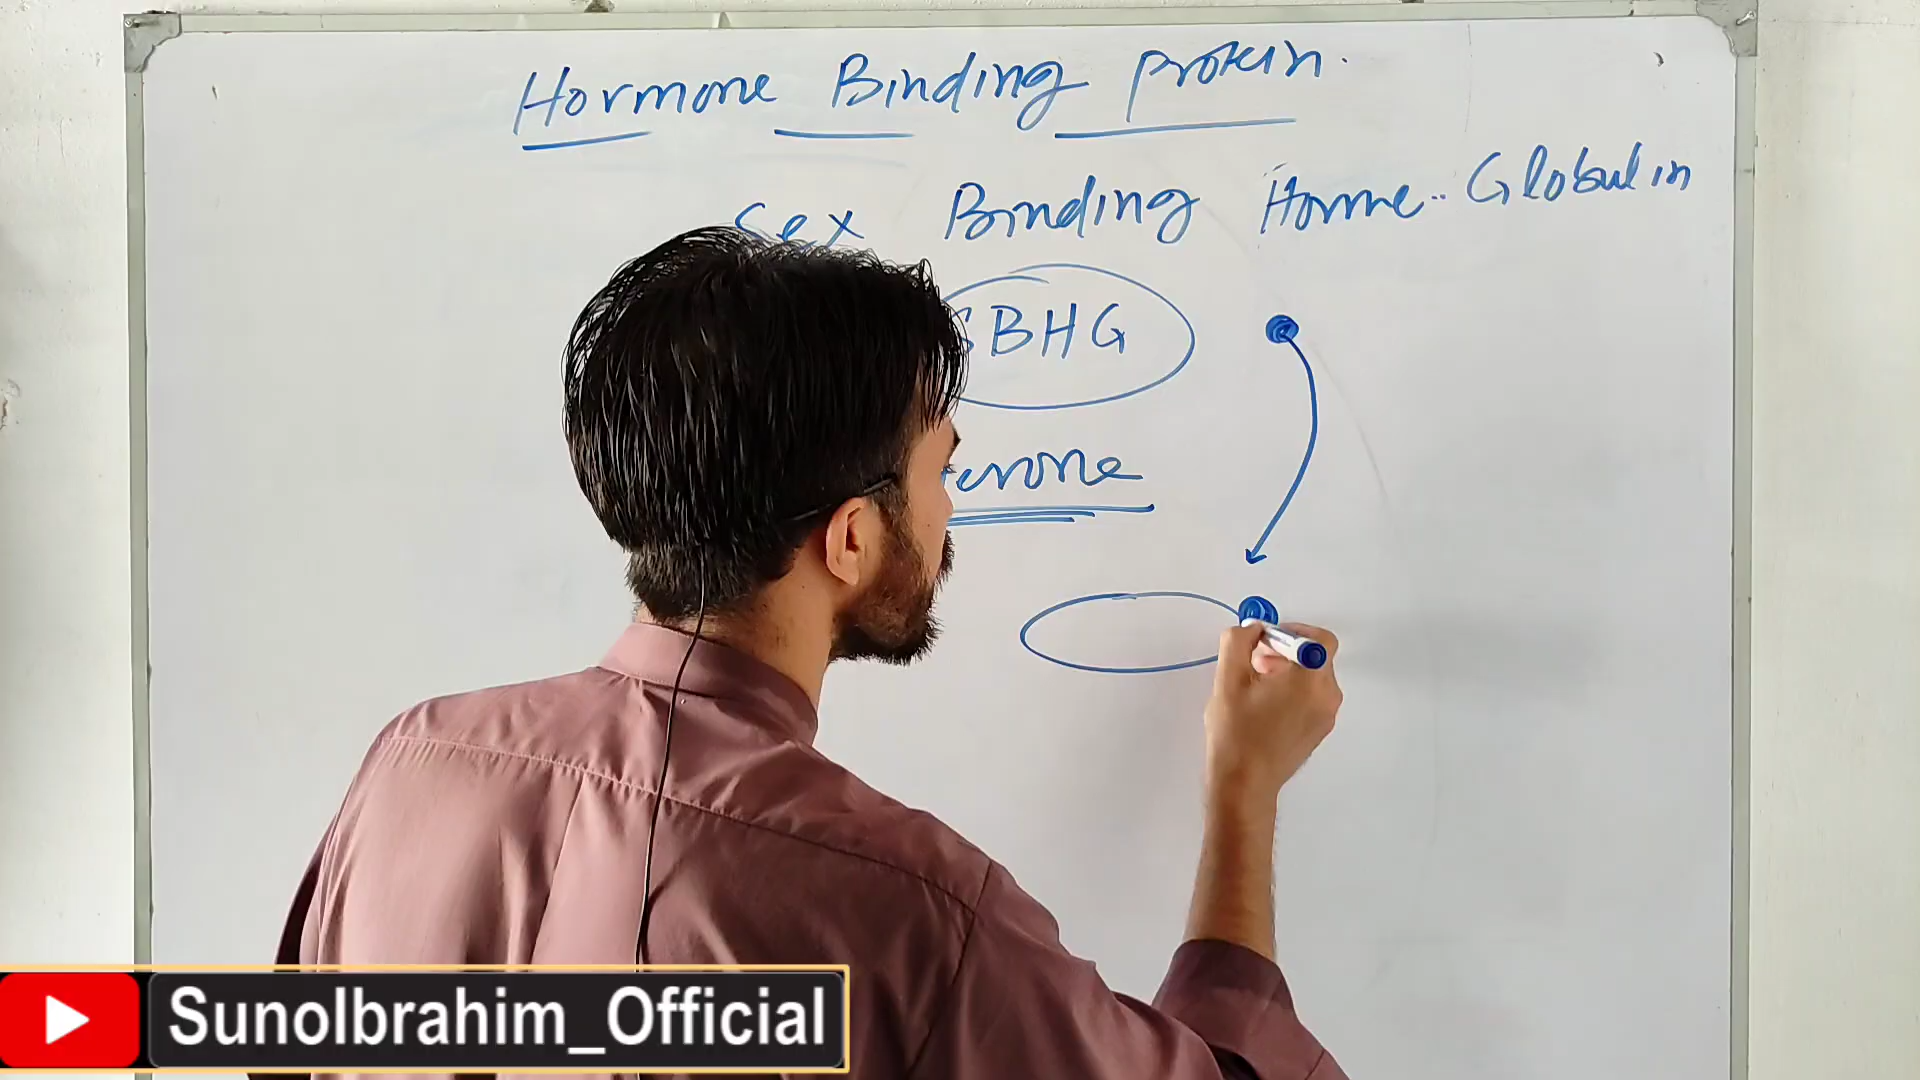 Hormone Binding protein.
Sex Binding Horme.. Globulin
SBHG
terone
SunoIbrahim_Official